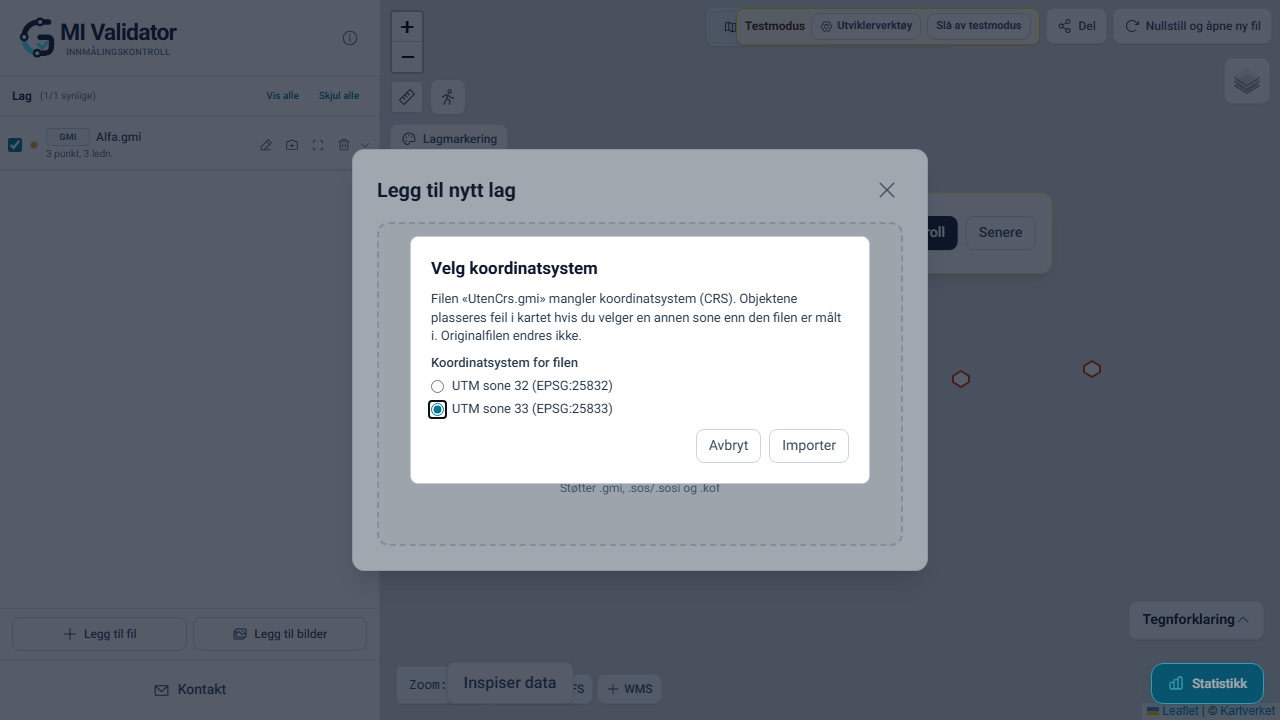 MI Validator
INNMÅLINGSKONTROLL
Lag (1/1 synlige) Vis alle Skjul alle
GMI Alfa.gmi
3 punkt, 3 ledn.
+
−
Testmodus Utviklerverktøy Slå av testmodus
Del
Nullstill og åpne ny fil
Lagmarkering
Legg til nytt lag
Senere
Velg koordinatsystem
Filen «UtenCrs.gmi» mangler koordinatsystem (CRS). Objektene
plasseres feil i kartet hvis du velger en annen sone enn den filen er målt
i. Originalfilen endres ikke.
Koordinatsystem for filen
UTM sone 32 (EPSG:25832)
UTM sone 33 (EPSG:25833)
Avbryt Importer
Støtter .gmi, .sos/.sosi og .kof
Legg til fil Legg til bilder
Kontakt
Tegnforklaring
Zoom: Inspiser data WMS
Statistikk
Leaflet | © Kartverket